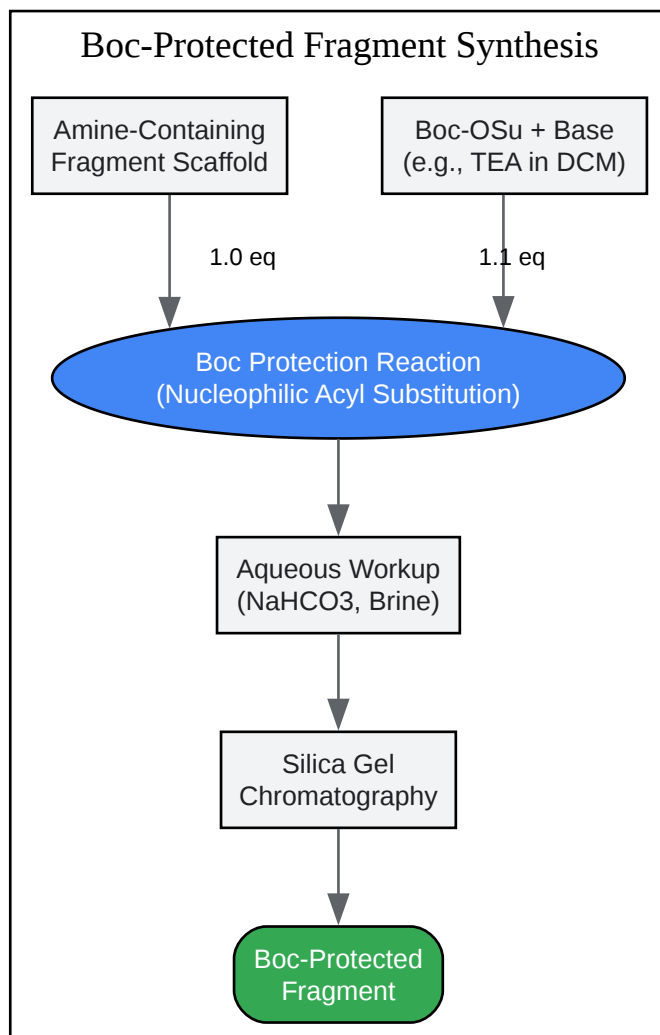 Boc-Protected Fragment Synthesis
Amine-Containing
Fragment Scaffold
Boc-OSu + Base
(e.g., TEA in DCM)
1.0 eq
1.1 eq
Boc Protection Reaction
(Nucleophilic Acyl Substitution)
Aqueous Workup
(NaHCO3, Brine)
Silica Gel
Chromatography
Boc-Protected
Fragment